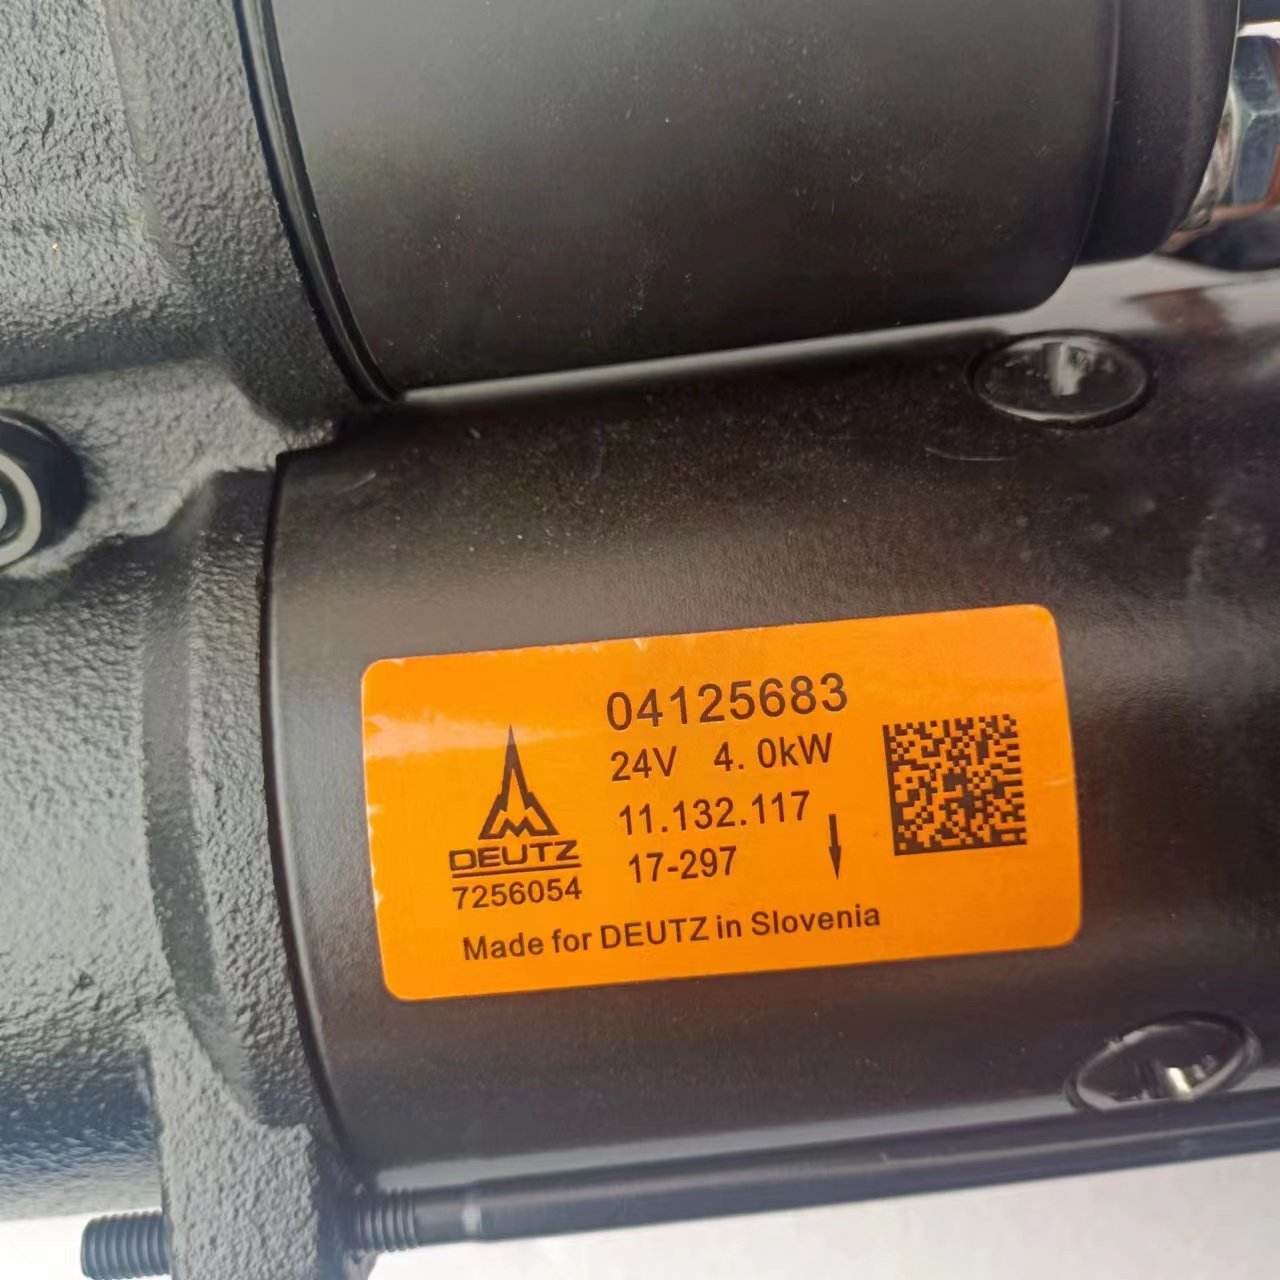 04125683
24V 4.0kW
11.132.117
17-297
DEUTZ
7256054
Made for DEUTZ in Slovenia